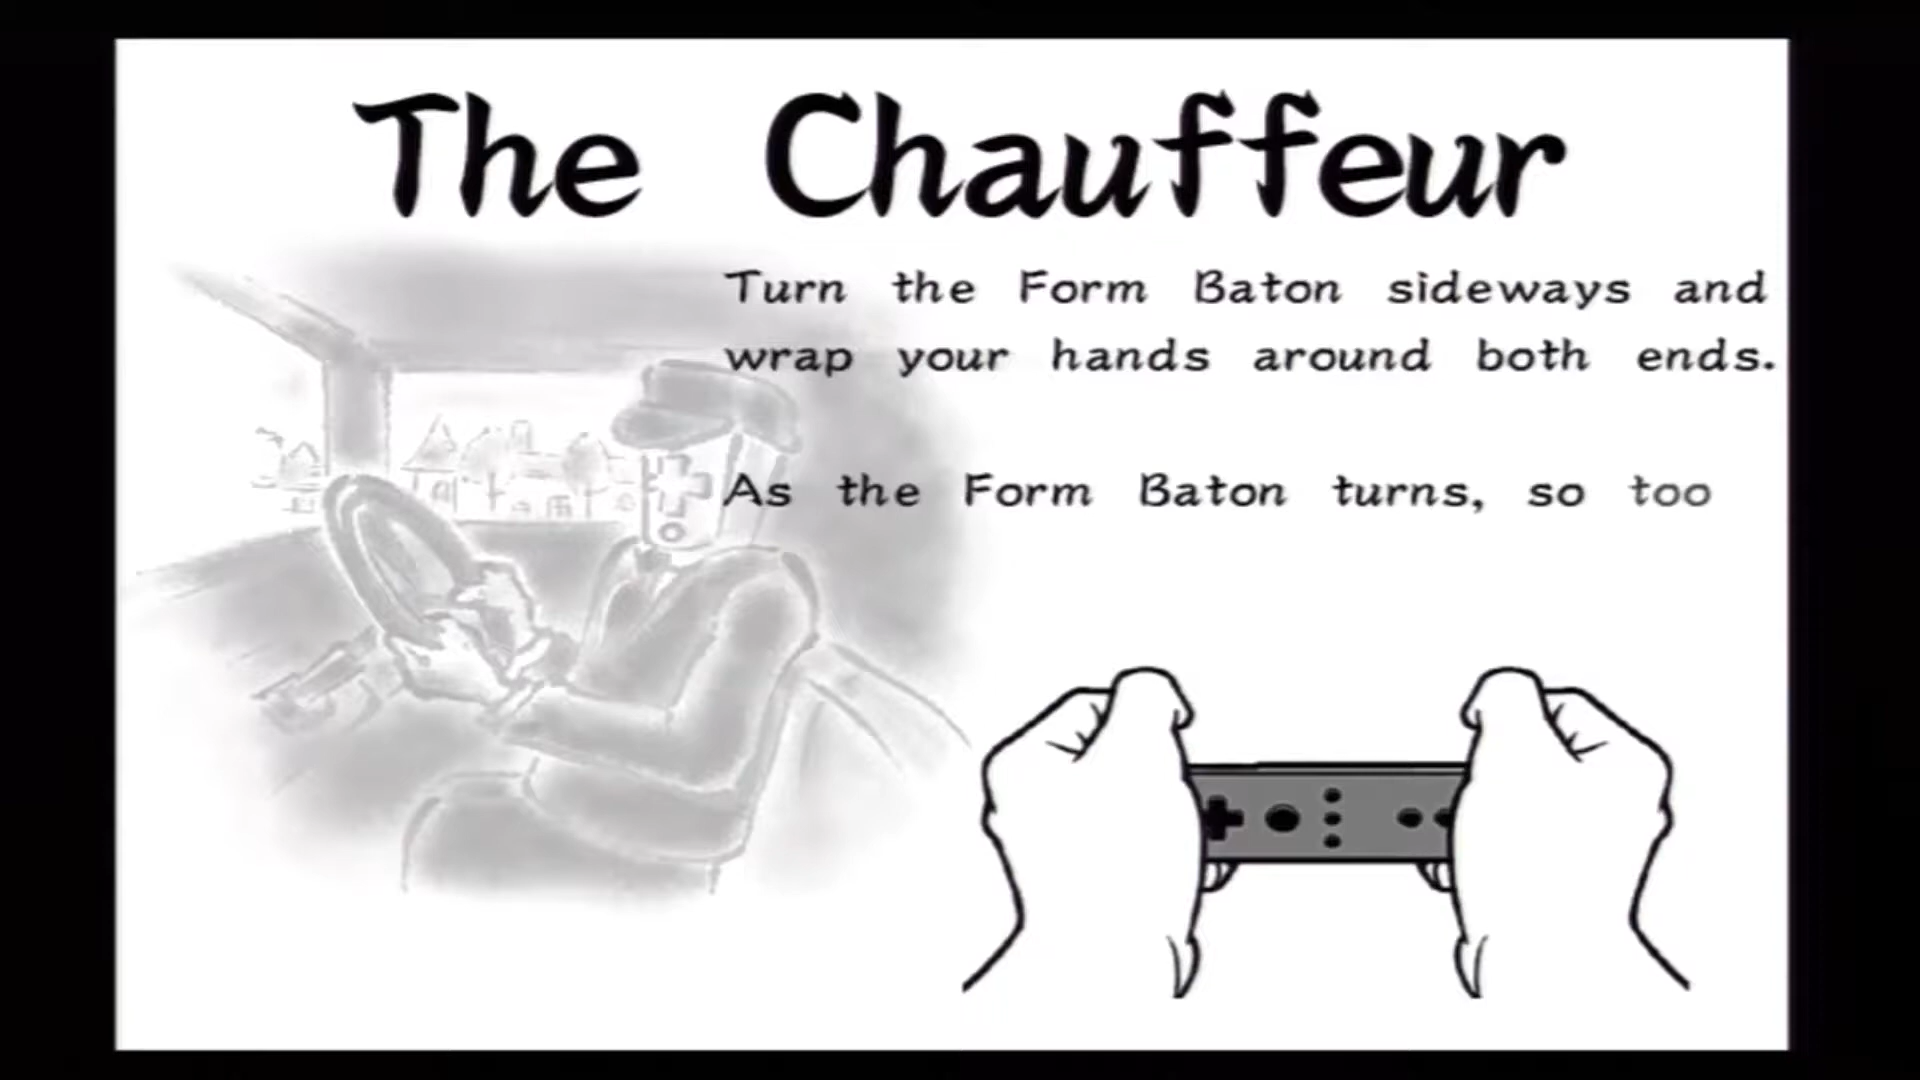 The Chauffeur
Turn the Form Baton sideways and
wrap your hands around both ends.
As the Form Baton turns, so too